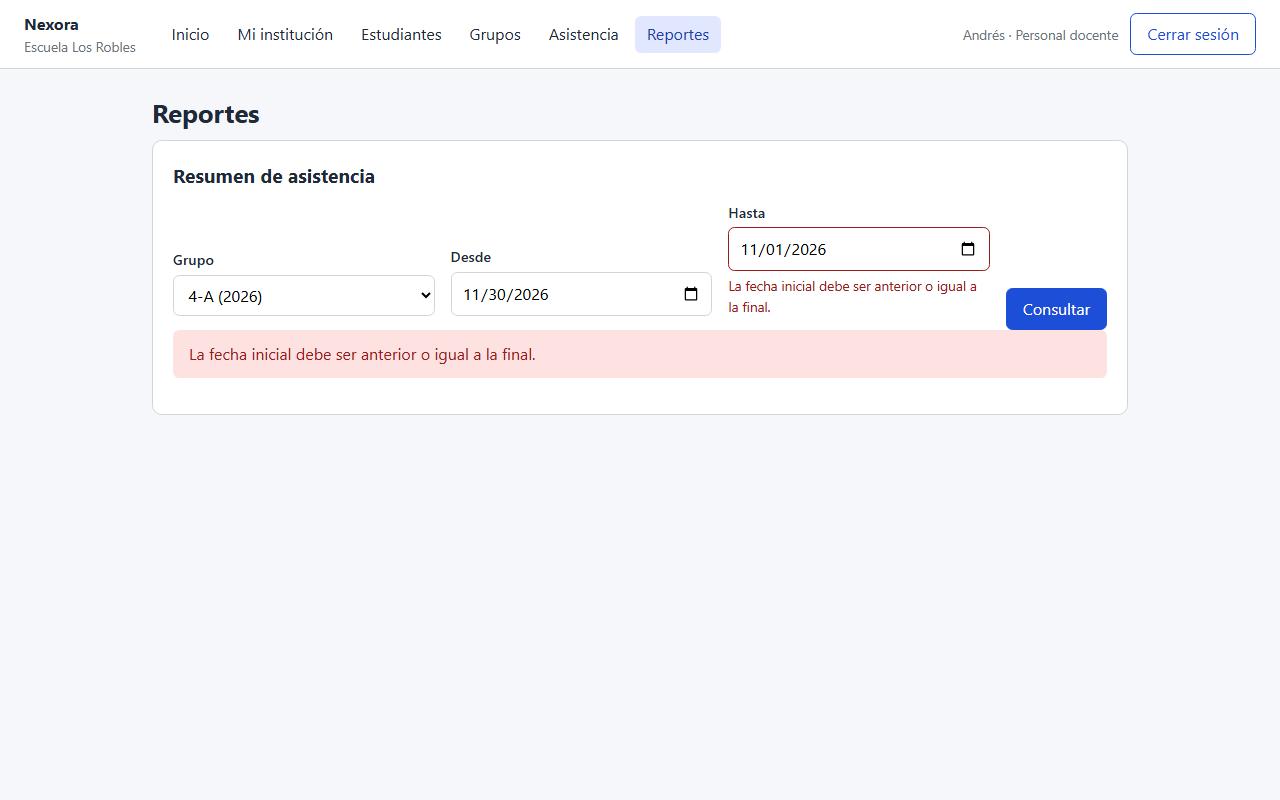 Nexora
Escuela Los Robles
Inicio
Mi institución
Estudiantes
Grupos
Asistencia
Reportes
Andrés · Personal docente
Cerrar sesión
Reportes
Resumen de asistencia
Grupo
4-A (2026)
Desde
11/30/2026
Hasta
11/01/2026
La fecha inicial debe ser anterior o igual a
la final.
Consultar
La fecha inicial debe ser anterior o igual a la final.